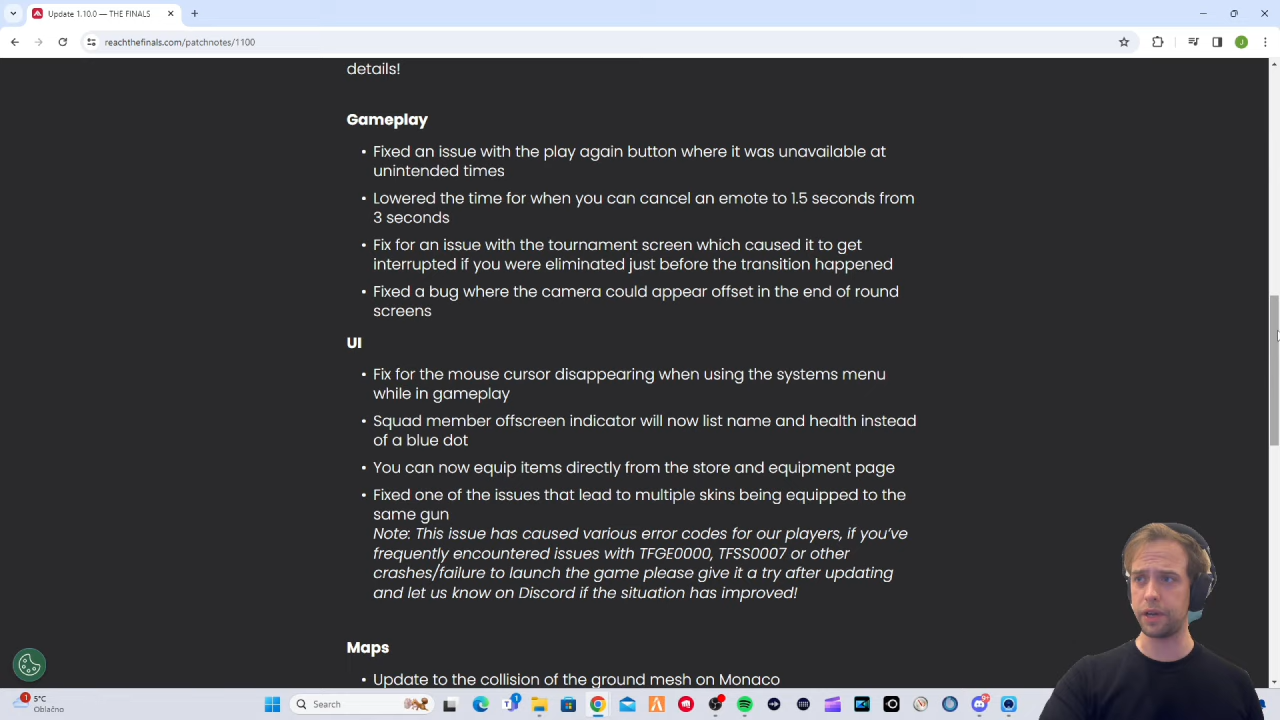 Update 1.10.0 — THE FINALS
reachthefinals.com/patchnotes/1100
J
details!
Gameplay
• Fixed an issue with the play again button where it was unavailable at
unintended times
• Lowered the time for when you can cancel an emote to 1.5 seconds from
3 seconds
• Fix for an issue with the tournament screen which caused it to get
interrupted if you were eliminated just before the transition happened
• Fixed a bug where the camera could appear offset in the end of round
screens
UI
• Fix for the mouse cursor disappearing when using the systems menu
while in gameplay
• Squad member offscreen indicator will now list name and health instead
of a blue dot
• You can now equip items directly from the store and equipment page
• Fixed one of the issues that lead to multiple skins being equipped to the
same gun
Note: This issue has caused various error codes for our players, if you've
frequently encountered issues with TFGE0000, TFSS0007 or other
crashes/failure to launch the game please give it a try after updating
and let us know on Discord if the situation has improved!
Maps
• Update to the collision of the ground mesh on Monaco
1
5°C
Oblačno
Search
1
9+